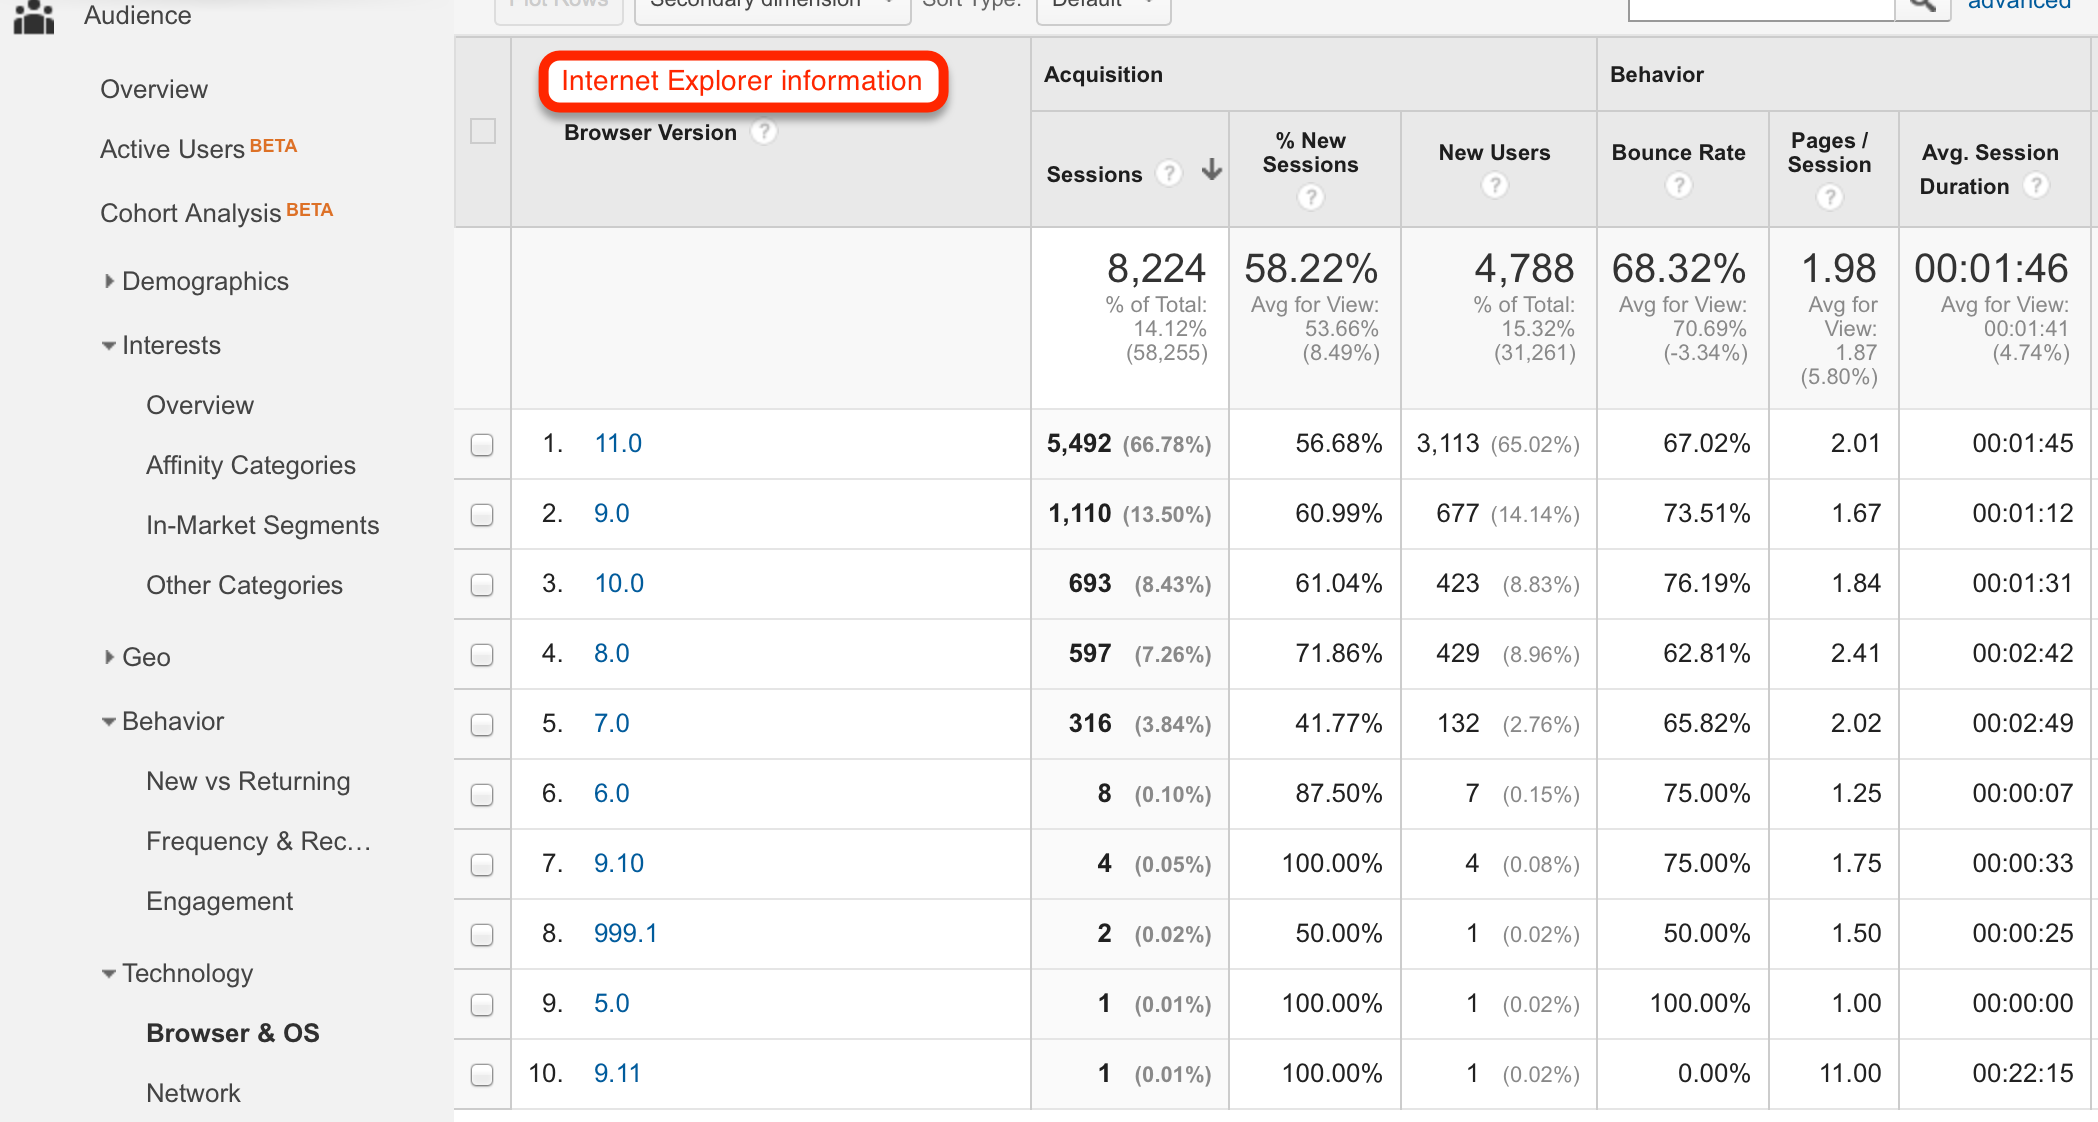 Audience
Overview
Active Users BETA
Cohort Analysis BETA
Demographics
Interests
Overview
Affinity Categories
In-Market Segments
Other Categories
Geo
Behavior
New vs Returning
Frequency & Rec…
Engagement
Technology
Browser & OS
Network
Plot Rows Secondary dimension Sort Type: Default advanced
Internet Explorer information
Browser Version ?
Acquisition Behavior
Sessions ? % New Sessions ? New Users ? Bounce Rate ? Pages / Session ? Avg. Session Duration ?
8,224 58.22% 4,788 68.32% 1.98 00:01:46
% of Total: Avg for View: % of Total: Avg for View: Avg for Avg for View:
14.12% 53.66% 15.32% 70.69% View: 00:01:41
(58,255) (8.49%) (31,261) (-3.34%) 1.87 (4.74%)
(5.80%)
1. 11.0 5,492 (66.78%) 56.68% 3,113 (65.02%) 67.02% 2.01 00:01:45
2. 9.0 1,110 (13.50%) 60.99% 677 (14.14%) 73.51% 1.67 00:01:12
3. 10.0 693 (8.43%) 61.04% 423 (8.83%) 76.19% 1.84 00:01:31
4. 8.0 597 (7.26%) 71.86% 429 (8.96%) 62.81% 2.41 00:02:42
5. 7.0 316 (3.84%) 41.77% 132 (2.76%) 65.82% 2.02 00:02:49
6. 6.0 8 (0.10%) 87.50% 7 (0.15%) 75.00% 1.25 00:00:07
7. 9.10 4 (0.05%) 100.00% 4 (0.08%) 75.00% 1.75 00:00:33
8. 999.1 2 (0.02%) 50.00% 1 (0.02%) 50.00% 1.50 00:00:25
9. 5.0 1 (0.01%) 100.00% 1 (0.02%) 100.00% 1.00 00:00:00
10. 9.11 1 (0.01%) 100.00% 1 (0.02%) 0.00% 11.00 00:22:15